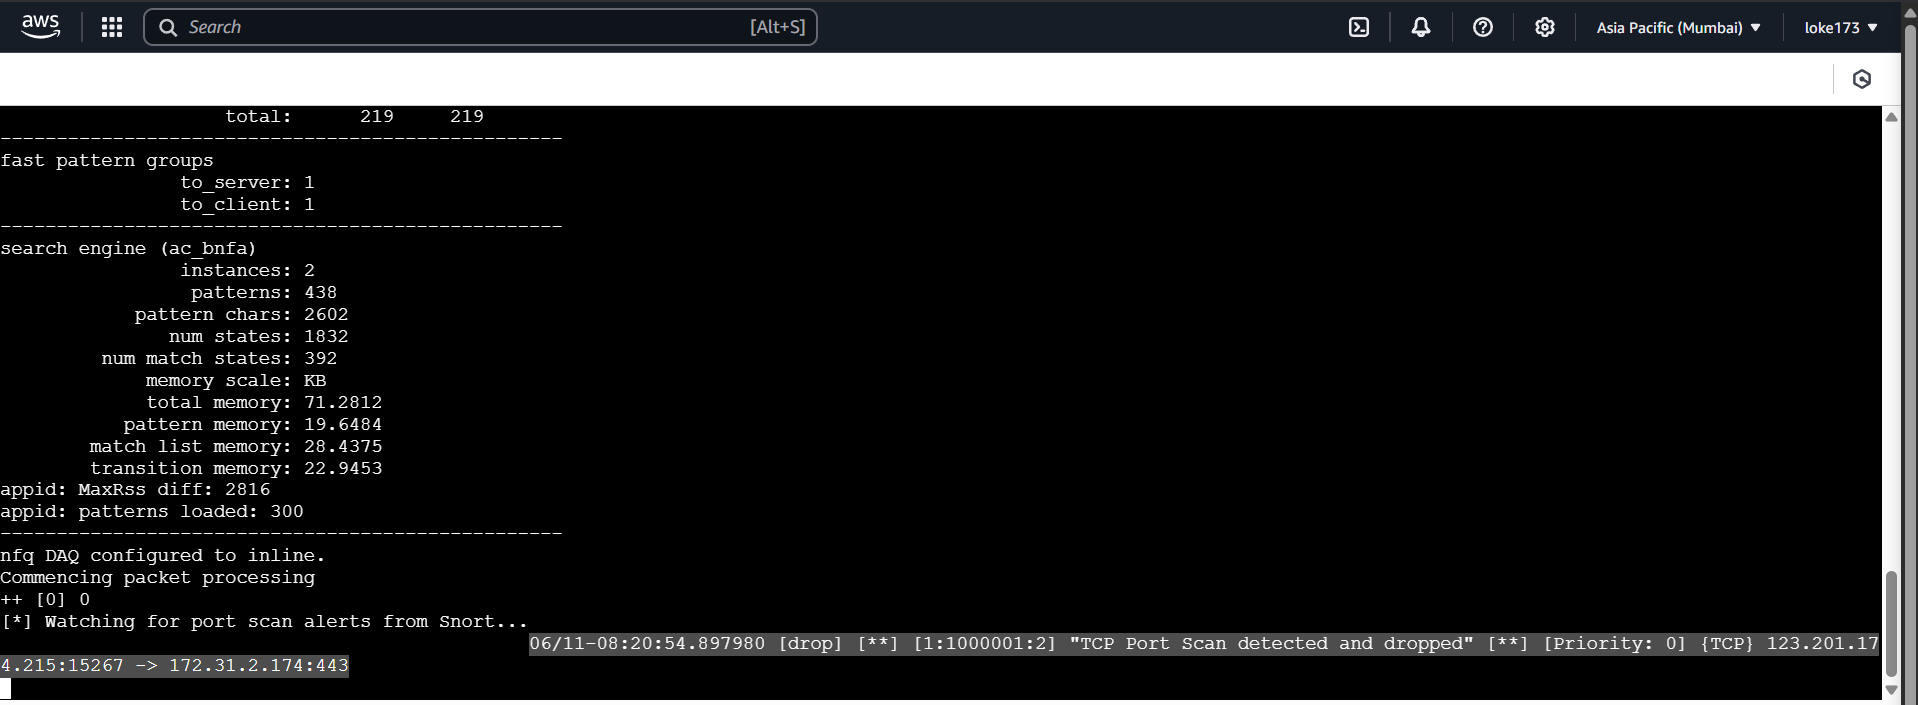 aws
Search [Alt+S]
Asia Pacific (Mumbai) loke173
total: 219 219
--------------------------------------------------
fast pattern groups
to_server: 1
to_client: 1
--------------------------------------------------
search engine (ac_bnfa)
instances: 2
patterns: 438
pattern chars: 2602
num states: 1832
num match states: 392
memory scale: KB
total memory: 71.2812
pattern memory: 19.6484
match list memory: 28.4375
transition memory: 22.9453
appid: MaxRss diff: 2816
appid: patterns loaded: 300
--------------------------------------------------
nfq DAQ configured to inline.
Commencing packet processing
++ [0] 0
[*] Watching for port scan alerts from Snort...
06/11-08:20:54.897980 [drop] [**] [1:1000001:2] "TCP Port Scan detected and dropped" [**] [Priority: 0] {TCP} 123.201.17
4.215:15267 -> 172.31.2.174:443